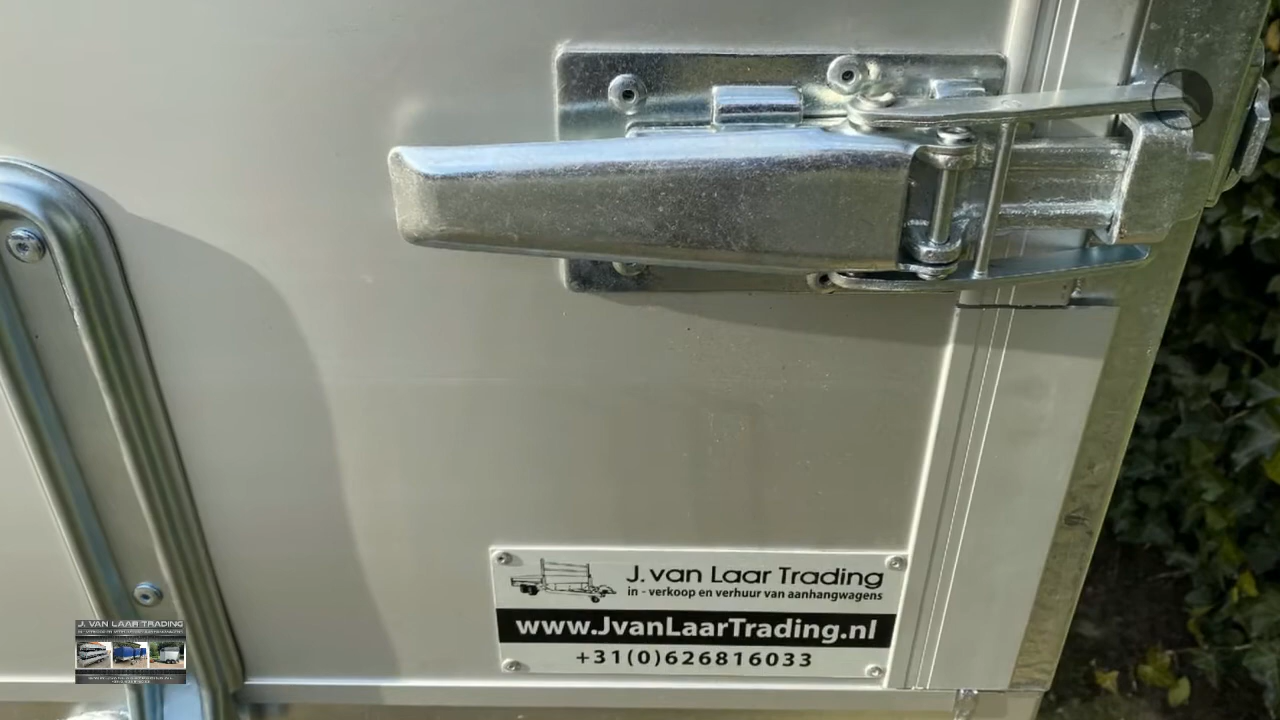 J. van Laar Trading
in - verkoop en verhuur van aanhangwagens
www.JvanLaarTrading.nl
+31(0)626816033
J. VAN LAAR TRADING